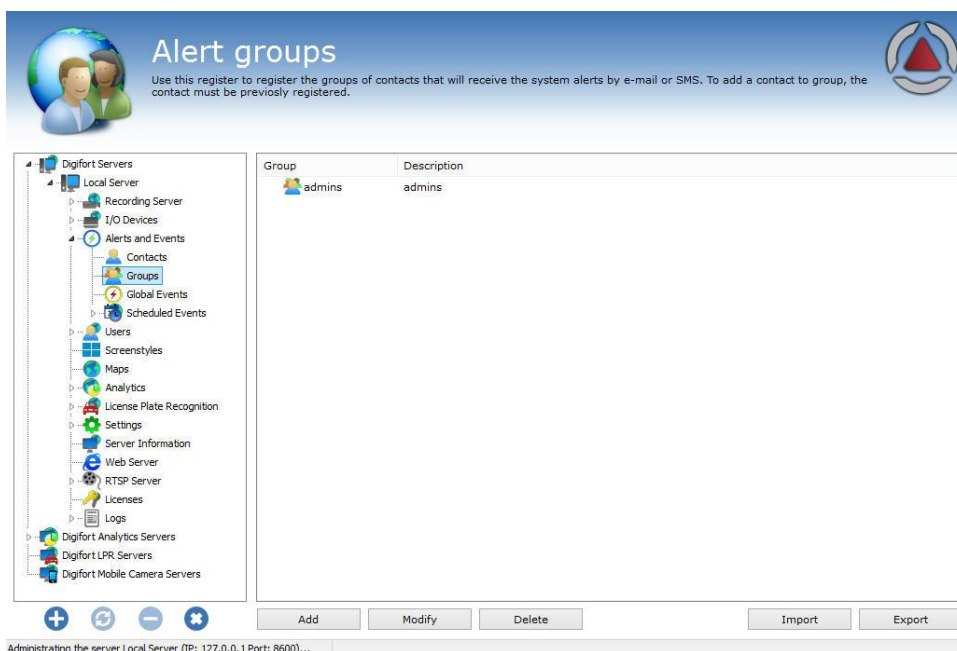 Alert groups
Use this register to register the groups of contacts that will receive the system alerts by e-mail or SMS. To add a contact to group, the
contact must be previosly registered.
Digifort Servers
Local Server
Recording Server
I/O Devices
Alerts and Events
Contacts
Groups
Global Events
Scheduled Events
Users
Screenstyles
Maps
Analytics
License Plate Recognition
Settings
Server Information
Web Server
RTSP Server
Licenses
Logs
Digifort Analytics Servers
Digifort LPR Servers
Digifort Mobile Camera Servers
Group Description
admins admins
Add Modify Delete Import Export
Administrating the server Local Server (IP: 127.0.0.1 Port: 8600)...